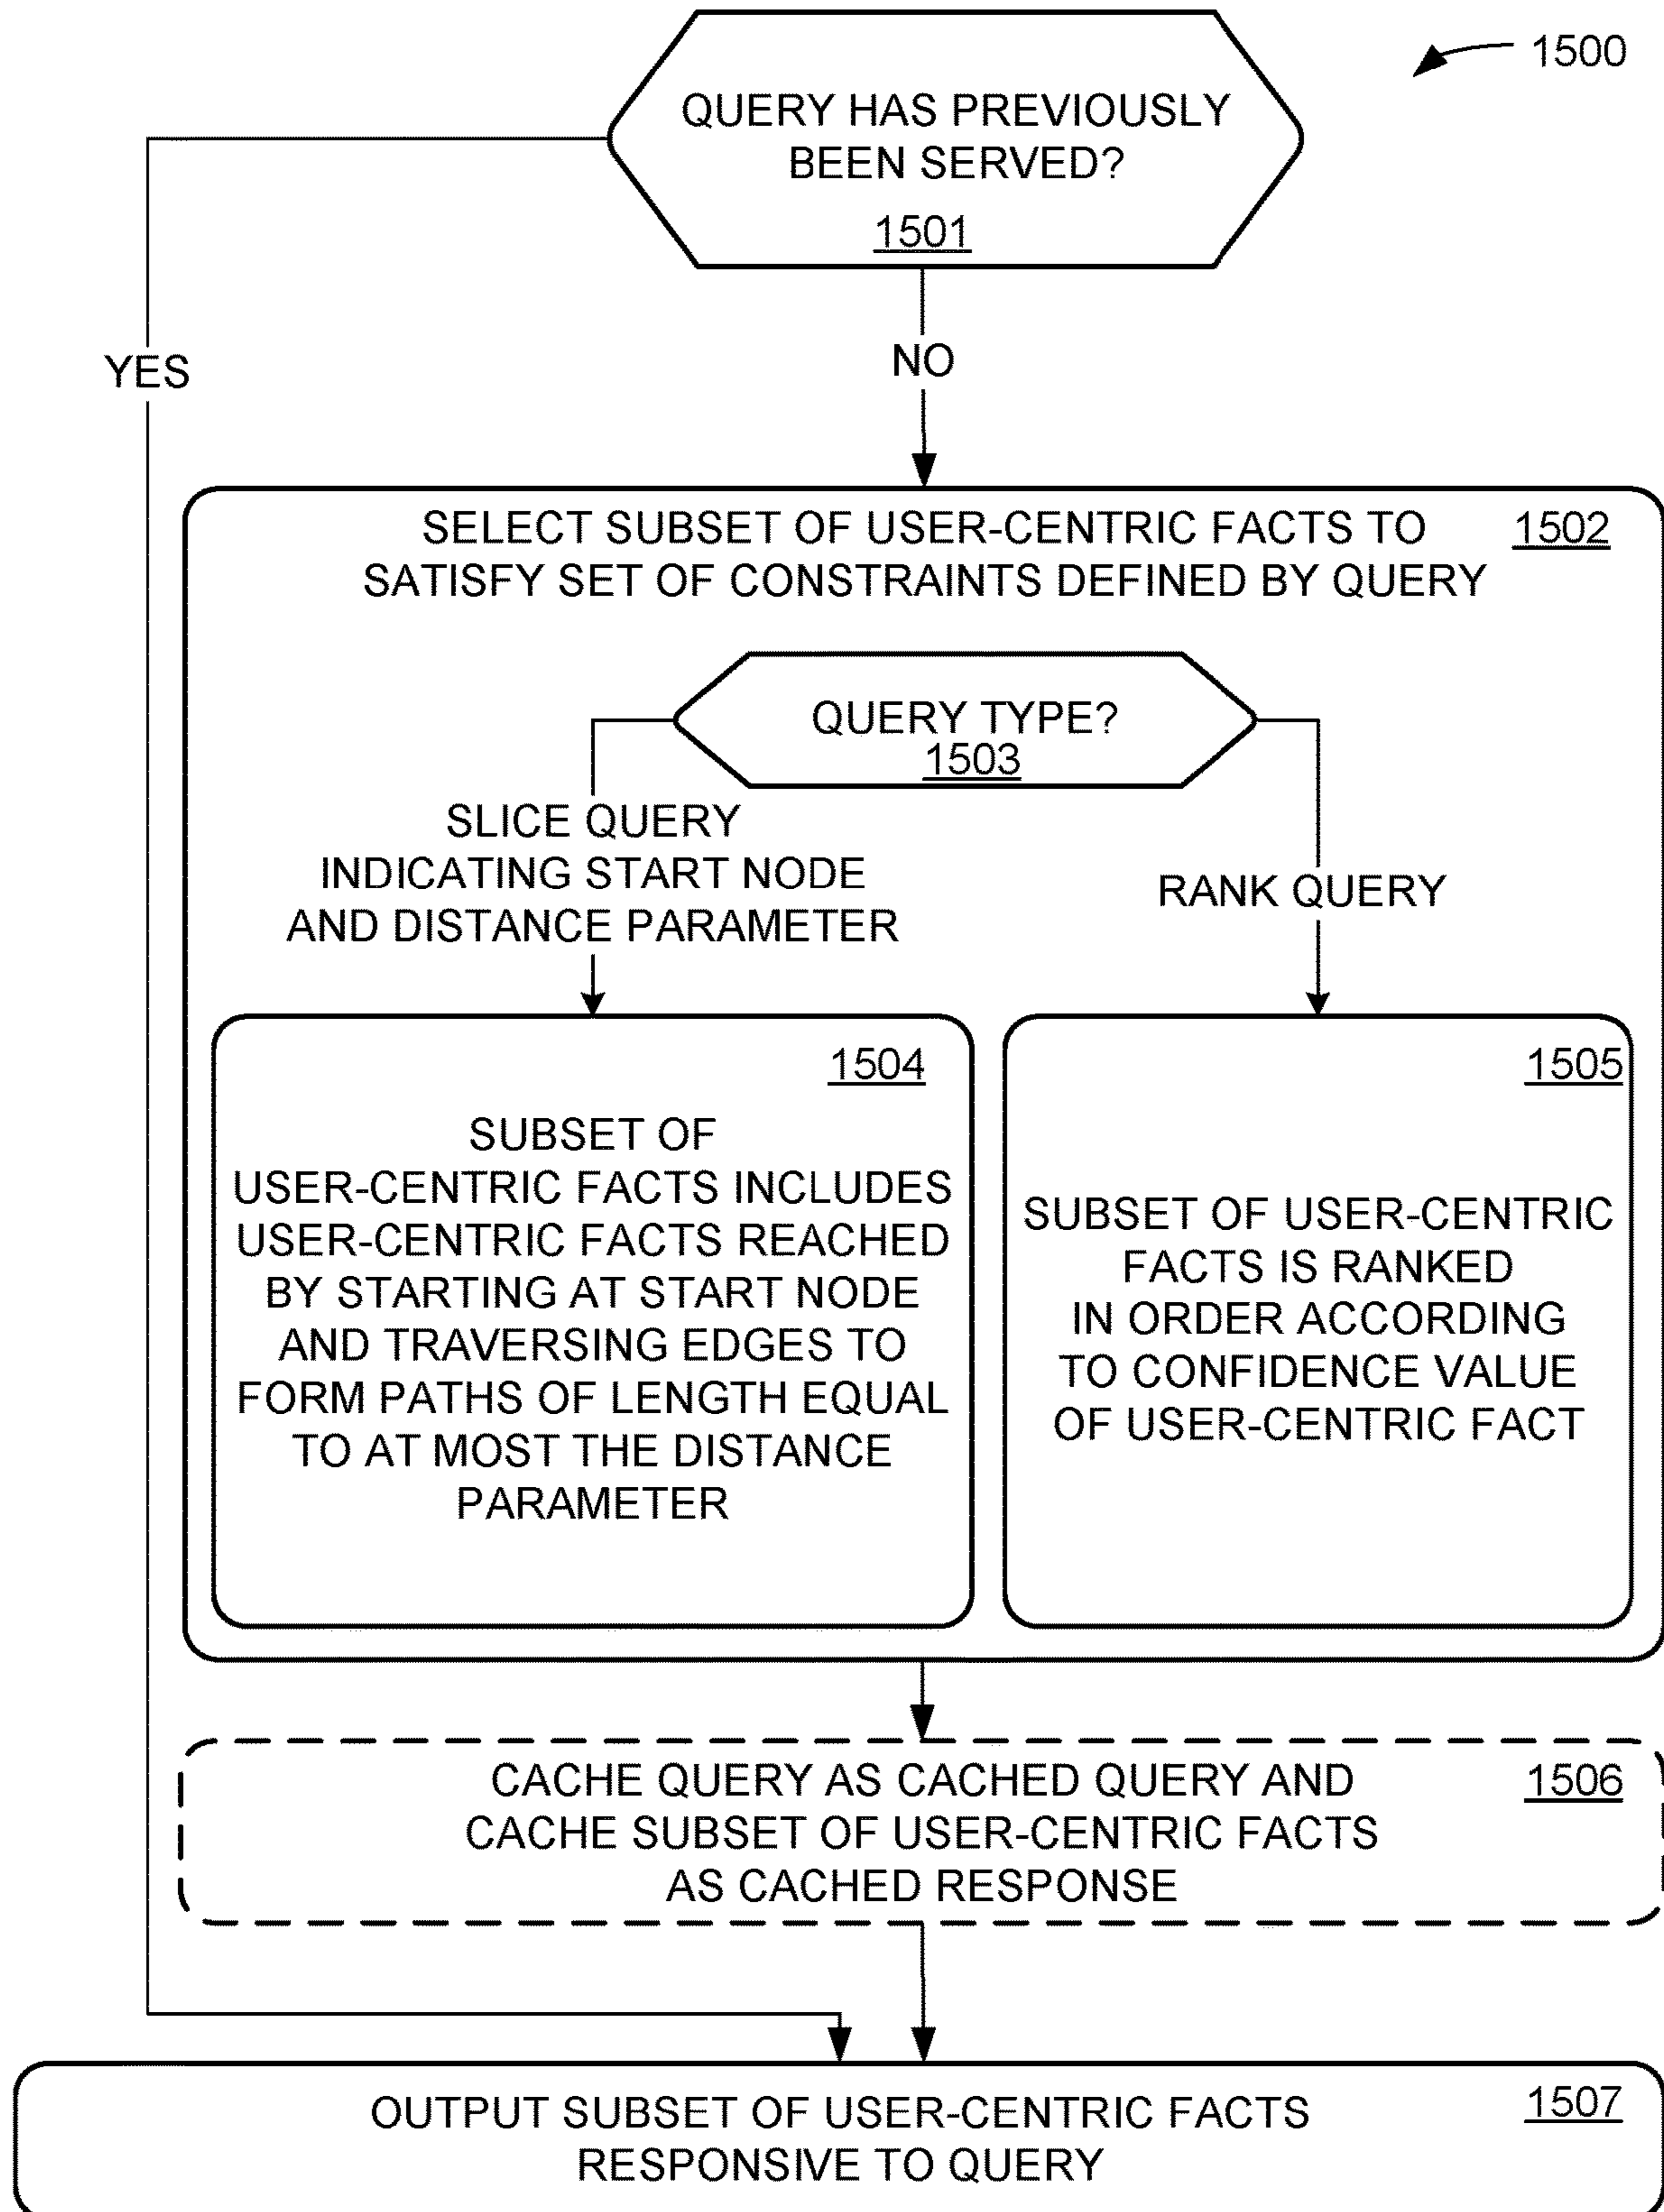 1500
QUERY HAS PREVIOUSLY
BEEN SERVED?
1501
YES
NO
SELECT SUBSET OF USER-CENTRIC FACTS TO
SATISFY SET OF CONSTRAINTS DEFINED BY QUERY
1502
QUERY TYPE?
1503
SLICE QUERY
INDICATING START NODE
AND DISTANCE PARAMETER
RANK QUERY
1504
SUBSET OF
USER-CENTRIC FACTS INCLUDES
USER-CENTRIC FACTS REACHED
BY STARTING AT START NODE
AND TRAVERSING EDGES TO
FORM PATHS OF LENGTH EQUAL
TO AT MOST THE DISTANCE
PARAMETER
1505
SUBSET OF USER-CENTRIC
FACTS IS RANKED
IN ORDER ACCORDING
TO CONFIDENCE VALUE
OF USER-CENTRIC FACT
CACHE QUERY AS CACHED QUERY AND
CACHE SUBSET OF USER-CENTRIC FACTS
AS CACHED RESPONSE
1506
OUTPUT SUBSET OF USER-CENTRIC FACTS
RESPONSIVE TO QUERY
1507